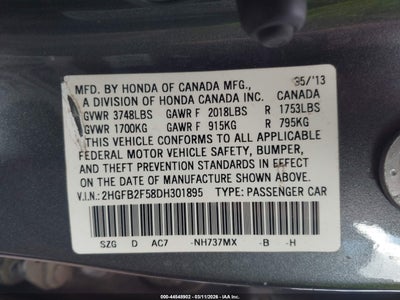 MFD. BY HONDA OF CANADA MFG., 05/'13
A DIVISION OF HONDA CANADA INC. CANADA
GVWR 3748LBS GAWR F 2018LBS R 1753LBS
GVWR 1700KG GAWR F 915KG R 795KG
THIS VEHICLE CONFORMS TO ALL APPLICABLE
FEDERAL MOTOR VEHICLE SAFETY, BUMPER,
AND THEFT PREVENTION STANDARDS IN EFFECT
ON THE DATE OF MANUFACTURE SHOWN ABOVE.
V.I.N.: 2HGFB2F58DH301895 TYPE: PASSENGER CAR
SZG D AC7 -NH737MX -B -H
000-44548902 - 03/11/2026 - IAA Inc.